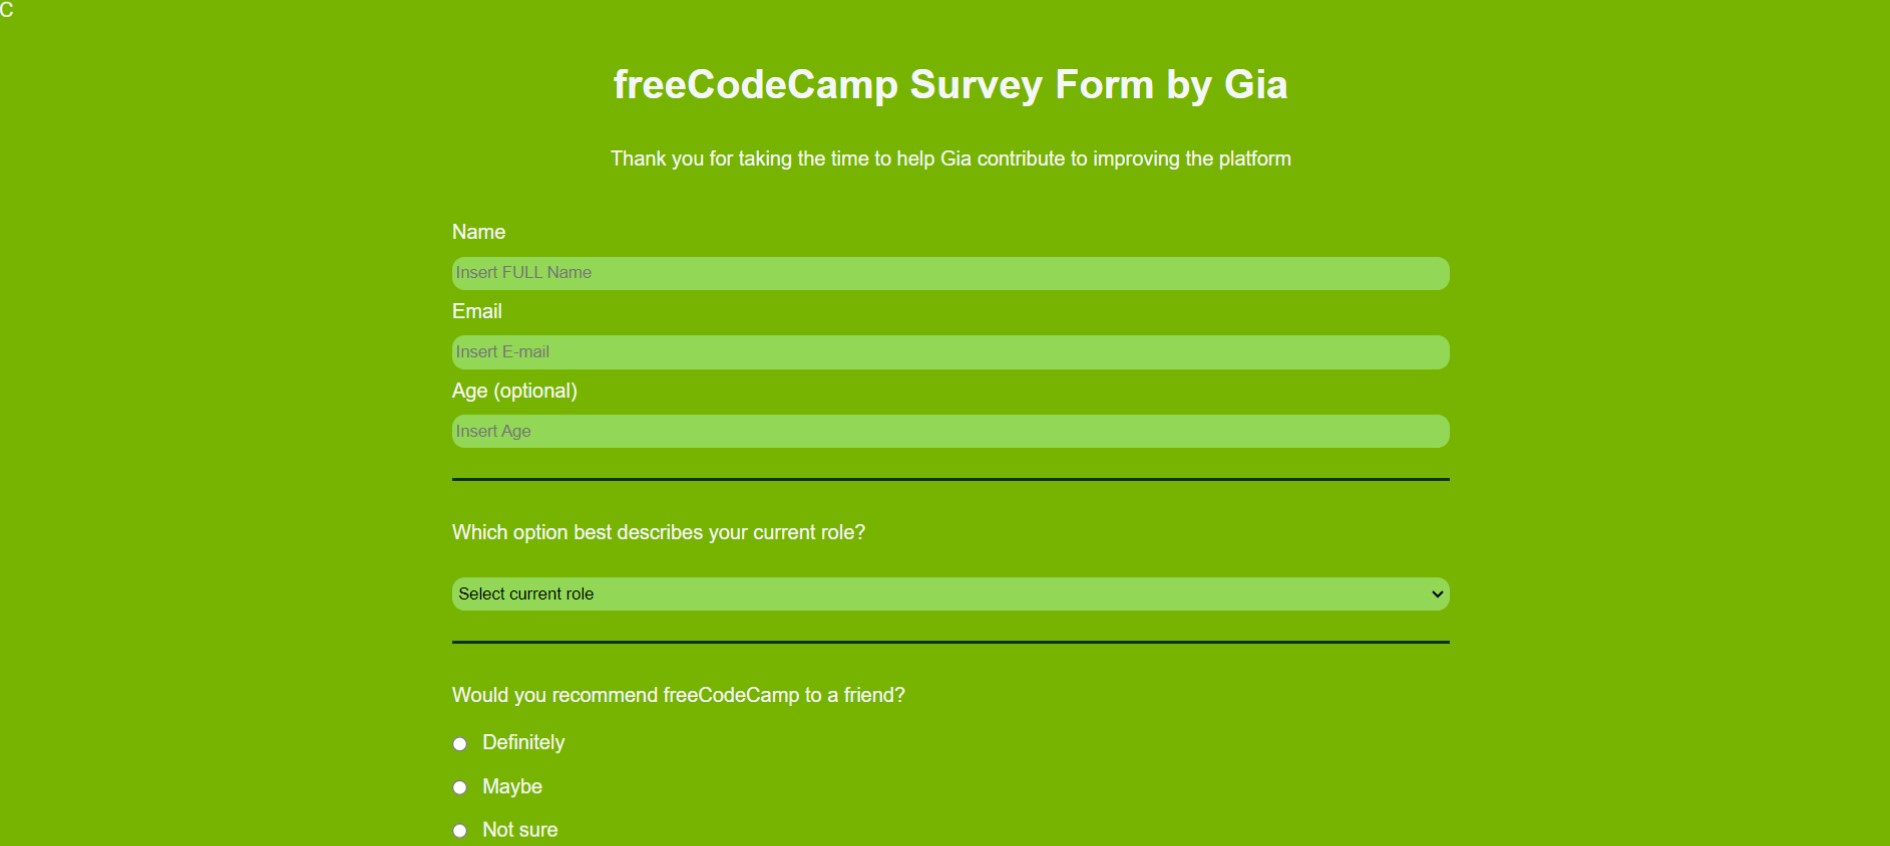 C
freeCodeCamp Survey Form by Gia
Thank you for taking the time to help Gia contribute to improving the platform
Name
Insert FULL Name
Email
Insert E-mail
Age (optional)
Insert Age
Which option best describes your current role?
Select current role
Would you recommend freeCodeCamp to a friend?
Definitely
Maybe
Not sure